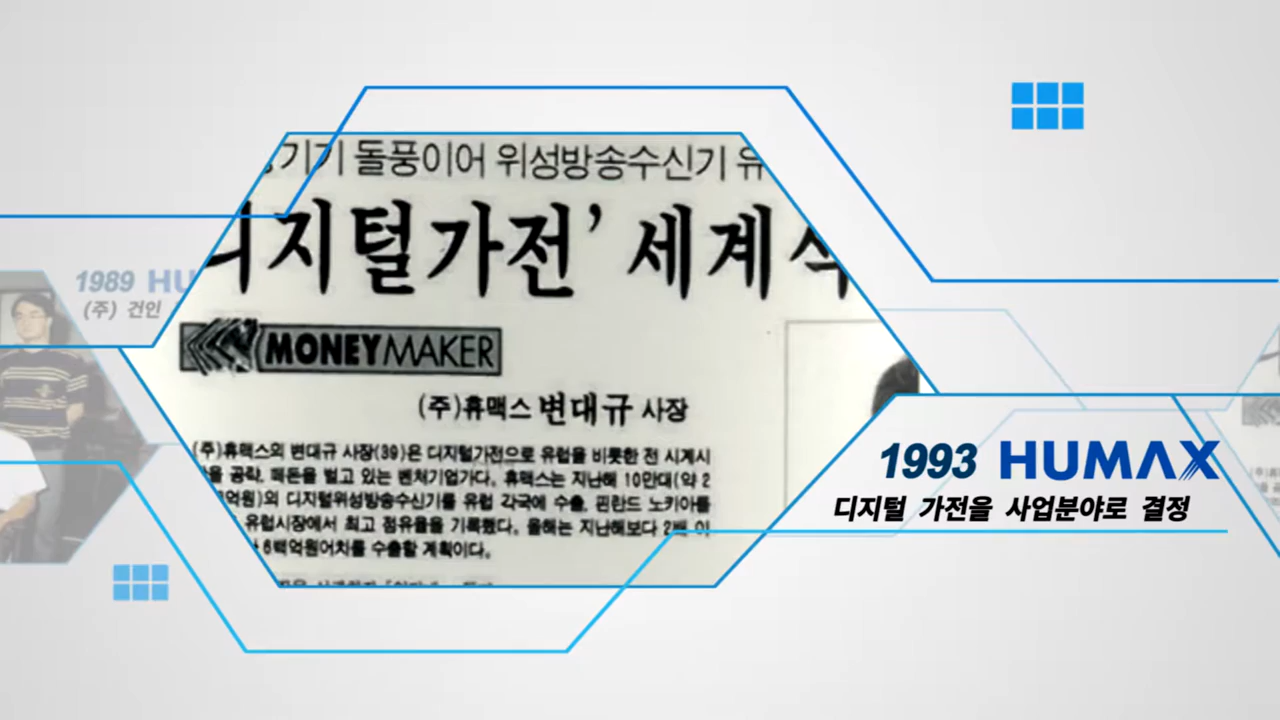 기기 돌풍이어 위성방송수신기 유
디지털가전’ 세계
MONEYMAKER
(주)휴맥스 변대규 사장
(주)휴맥스의 변대규 사장(39)은 디지털가전으로 유럽을 비롯한 전 시계시
공략, 떼돈을 벌고 있는 벤처기업가다. 휴맥스는 지난해 10만대(약 2
억원)의 디지털위성방송수신기를 유럽 각국에 수출, 핀란드 노키아를
유럽시장에서 최고 점유율을 기록했다. 올해는 지난해보다 2배 이
6백억원어치를 수출할 계획이다.
1989 HU
(주) 건인
1993 HUMAX
디지털 가전을 사업분야로 결정